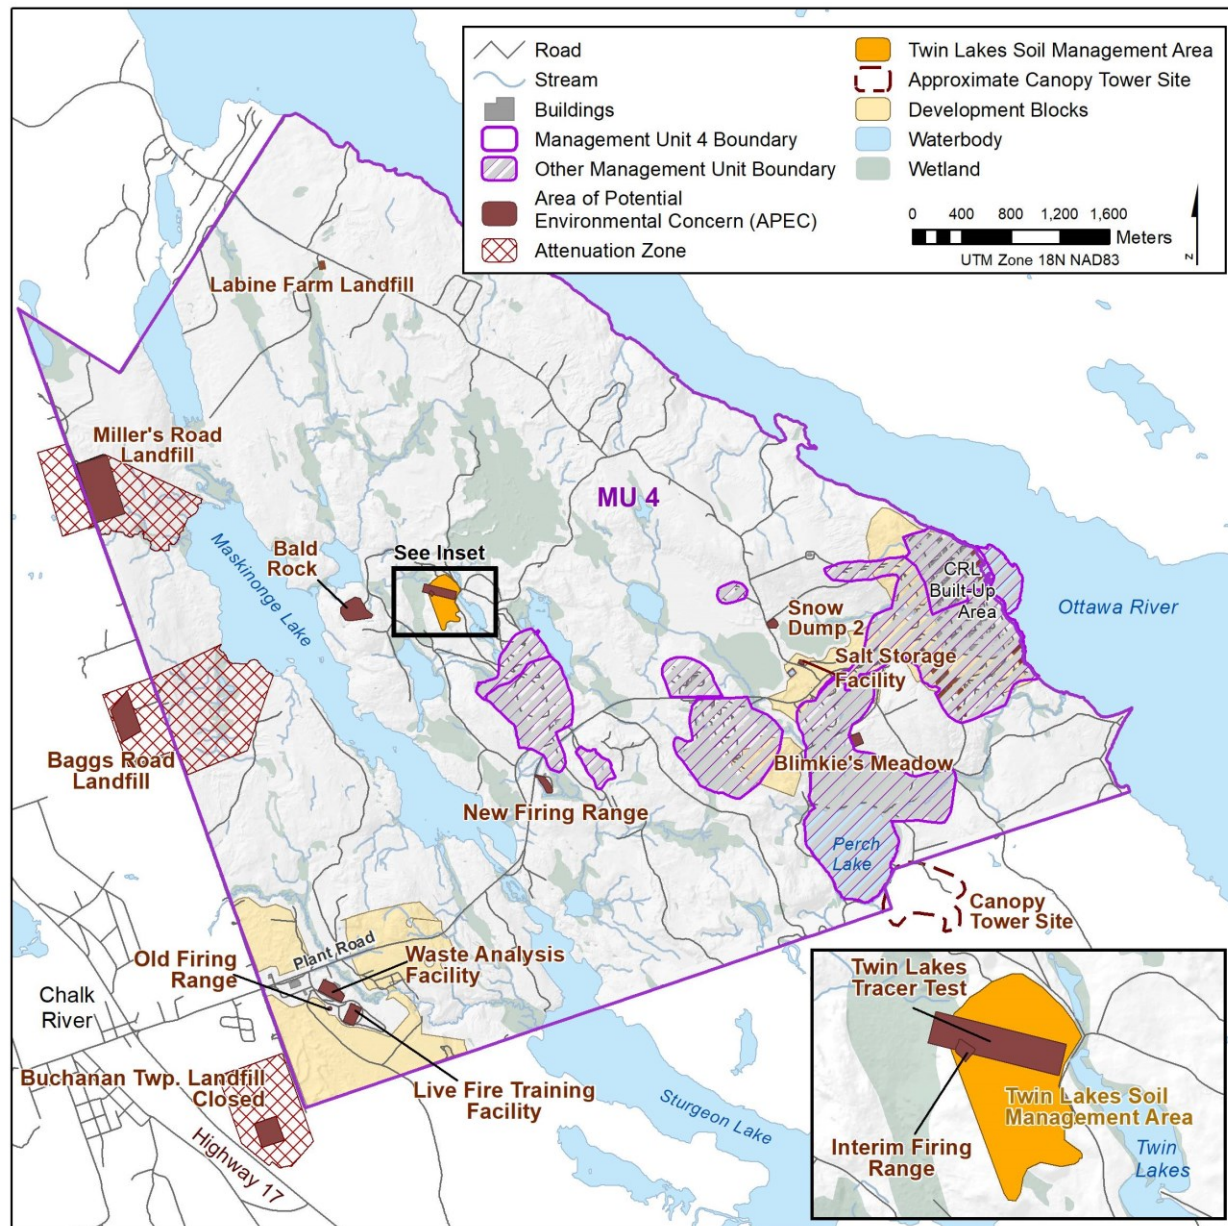 Road
Stream
Buildings
Management Unit 4 Boundary
Other Management Unit Boundary
Area of Potential
Environmental Concern (APEC)
Attenuation Zone
Twin Lakes Soil Management Area
Approximate Canopy Tower Site
Development Blocks
Waterbody
Wetland
0 400 800 1,200 1,600
Meters
UTM Zone 18N NAD83
N
Labine Farm Landfill
Miller's Road
Landfill
MU 4
Maskinonge Lake
Bald
Rock
See Inset
CRL
Built-Up
Area
Ottawa River
Snow
Dump 2
Salt Storage
Facility
Baggs Road
Landfill
Blimkie's Meadow
New Firing Range
Perch
Lake
Canopy
Tower Site
Plant Road
Old Firing
Range
Waste Analysis
Facility
Chalk
River
Buchanan Twp. Landfill
Closed
Live Fire Training
Facility
Highway 17
Sturgeon Lake
Twin Lakes
Tracer Test
Twin Lakes Soil
Management Area
Interim Firing
Range
Twin
Lakes